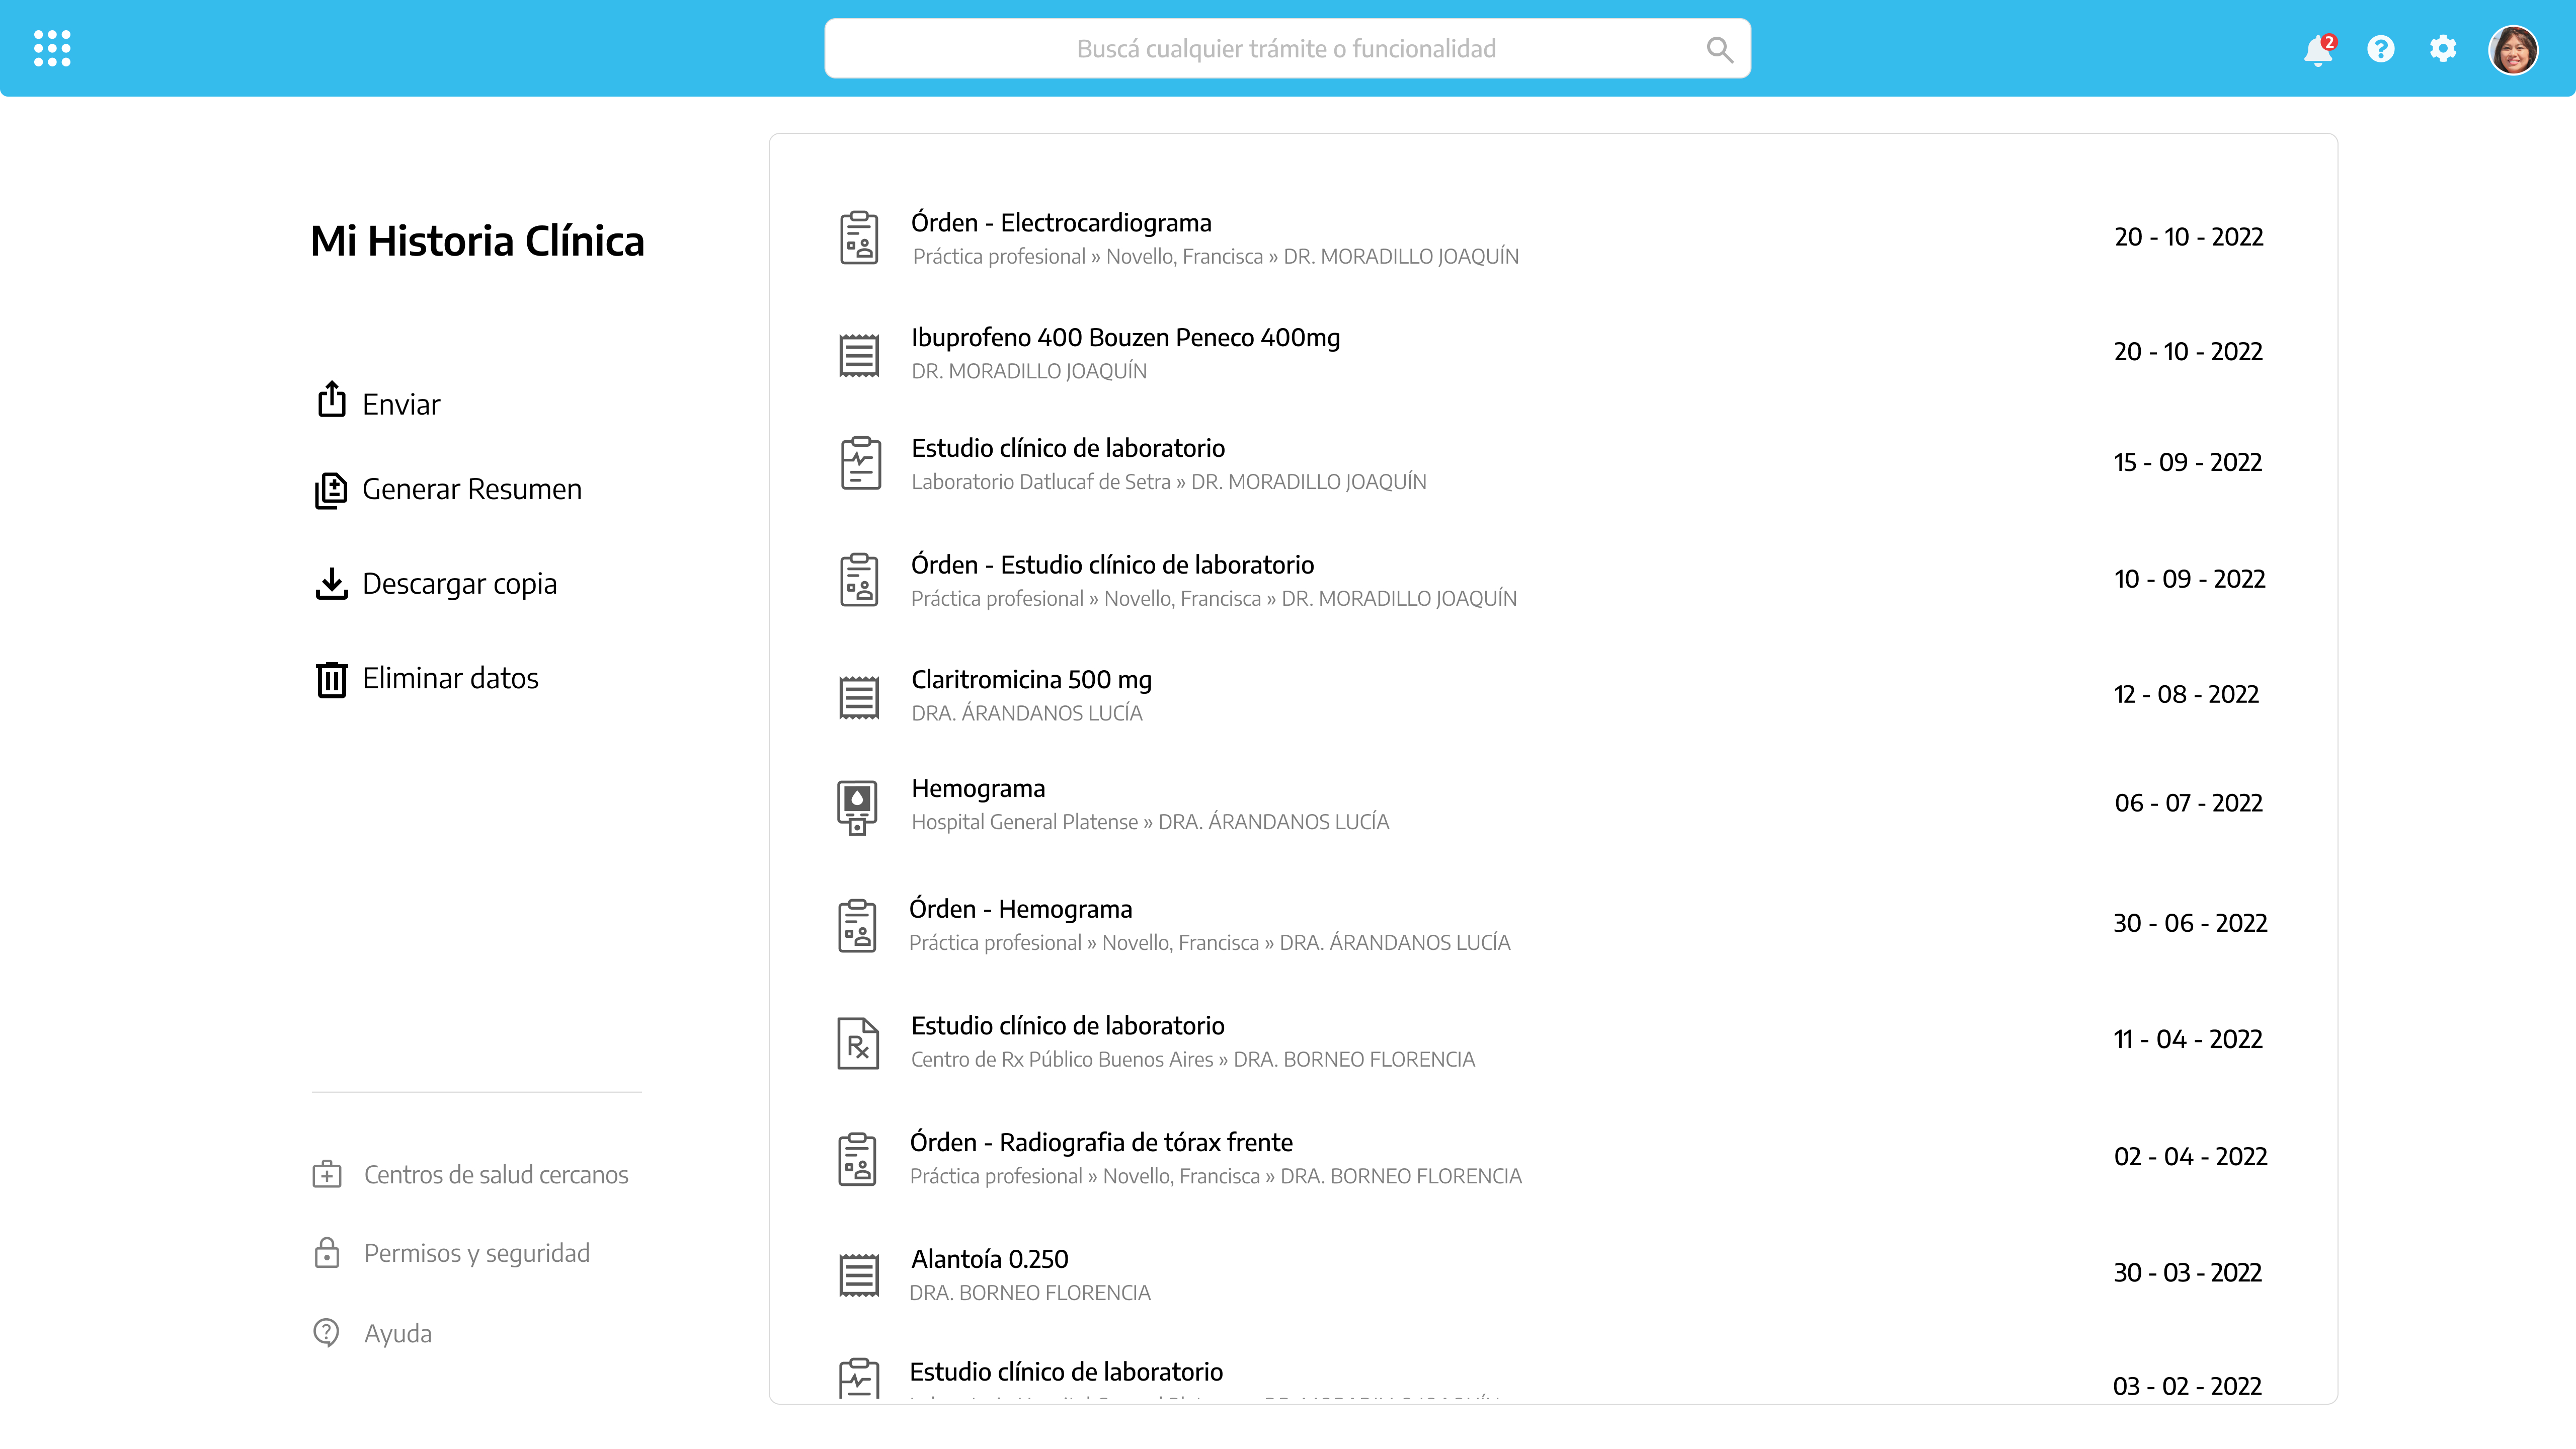 Buscá cualquier trámite o funcionalidad
2
Mi Historia Clínica
Enviar
Generar Resumen
Descargar copia
Eliminar datos
Centros de salud cercanos
Permisos y seguridad
Ayuda
Órden - Electrocardiograma
Práctica profesional » Novello, Francisca » DR. MORADILLO JOAQUÍN
20 - 10 - 2022
Ibuprofeno 400 Bouzen Peneco 400mg
DR. MORADILLO JOAQUÍN
20 - 10 - 2022
Estudio clínico de laboratorio
Laboratorio Datlucaf de Setra » DR. MORADILLO JOAQUÍN
15 - 09 - 2022
Órden - Estudio clínico de laboratorio
Práctica profesional » Novello, Francisca » DR. MORADILLO JOAQUÍN
10 - 09 - 2022
Claritromicina 500 mg
DRA. ÁRANDANOS LUCÍA
12 - 08 - 2022
Hemograma
Hospital General Platense » DRA. ÁRANDANOS LUCÍA
06 - 07 - 2022
Órden - Hemograma
Práctica profesional » Novello, Francisca » DRA. ÁRANDANOS LUCÍA
30 - 06 - 2022
Rx
Estudio clínico de laboratorio
Centro de Rx Público Buenos Aires » DRA. BORNEO FLORENCIA
11 - 04 - 2022
Órden - Radiografia de tórax frente
Práctica profesional » Novello, Francisca » DRA. BORNEO FLORENCIA
02 - 04 - 2022
Alantoía 0.250
DRA. BORNEO FLORENCIA
30 - 03 - 2022
Estudio clínico de laboratorio
03 - 02 - 2022